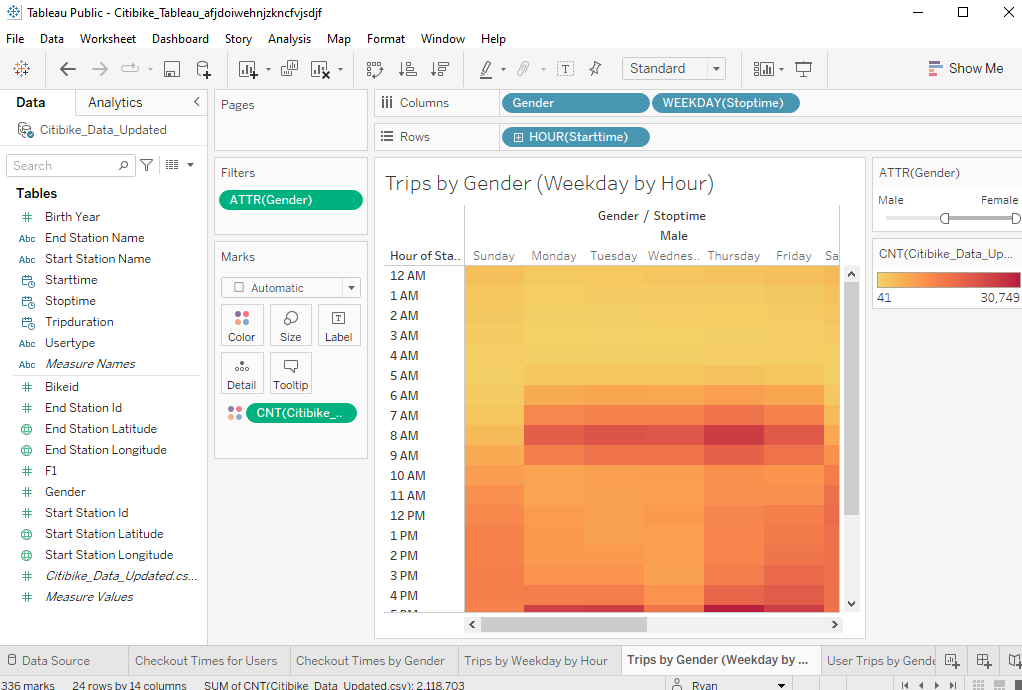 Tableau Public - Citibike_Tableau_afjdoiwehnjzkncfvjsdjf
File Data Worksheet Dashboard Story Analysis Map Format Window Help
Standard
Show Me
Data
Analytics
Citibike_Data_Updated
Search
Tables
Birth Year
Abc End Station Name
Abc Start Station Name
Starttime
Stoptime
Tripduration
Abc Usertype
Abc Measure Names
Bikeid
End Station Id
End Station Latitude
End Station Longitude
F1
Gender
Start Station Id
Start Station Latitude
Start Station Longitude
Citibike_Data_Updated.cs...
Measure Values
Pages
Filters
ATTR(Gender)
Marks
Automatic
Color Size Label
Detail Tooltip
CNT(Citibike_..
Columns
Gender WEEKDAY(Stoptime)
Rows
HOUR(Starttime)
Trips by Gender (Weekday by Hour)
Gender / Stoptime
Male
Hour of Sta.. Sunday Monday Tuesday Wednes.. Thursday Friday Sa
12 AM
1 AM
2 AM
3 AM
4 AM
5 AM
6 AM
7 AM
8 AM
9 AM
10 AM
11 AM
12 PM
1 PM
2 PM
3 PM
4 PM
5 PM
ATTR(Gender)
Male Female
CNT(Citibike_Data_Up...
41 30,749
Data Source
Checkout Times for Users
Checkout Times by Gender
Trips by Weekday by Hour
Trips by Gender (Weekday by ...
User Trips by Gende
336 marks 24 rows by 14 columns SUM of CNT(Citibike_Data_Updated.csv): 2,118,703
Ryan